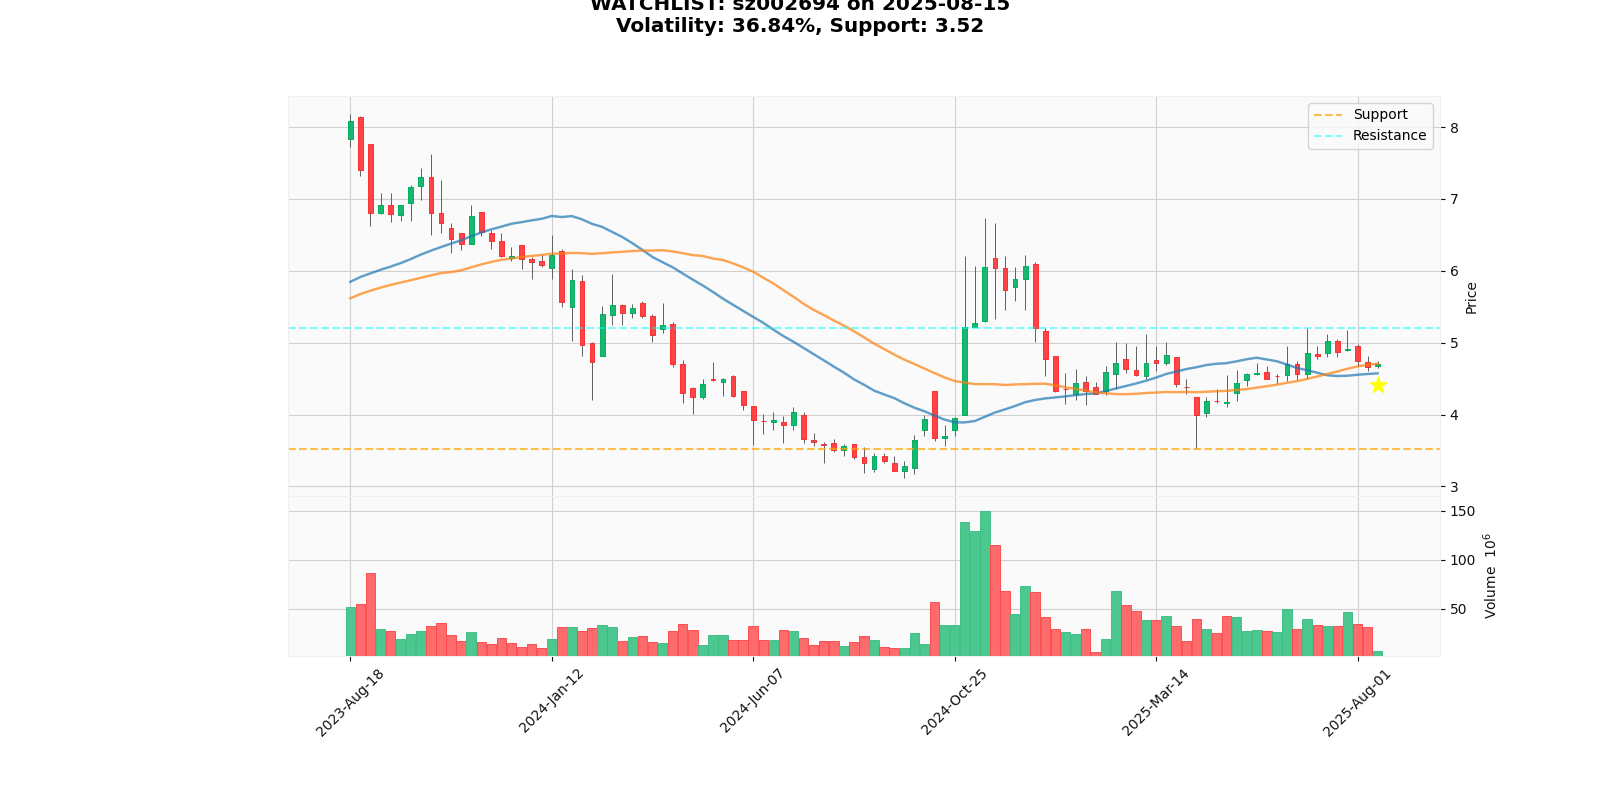 WATCHLIST: sz002694 on 2025-08-15
Volatility: 36.84%, Support: 3.52
Support
Resistance
8
7
6
5
4
3
Price
150
100
50
Volume 10⁶
2023-Aug-18
2024-Jan-12
2024-Jun-07
2024-Oct-25
2025-Mar-14
2025-Aug-01